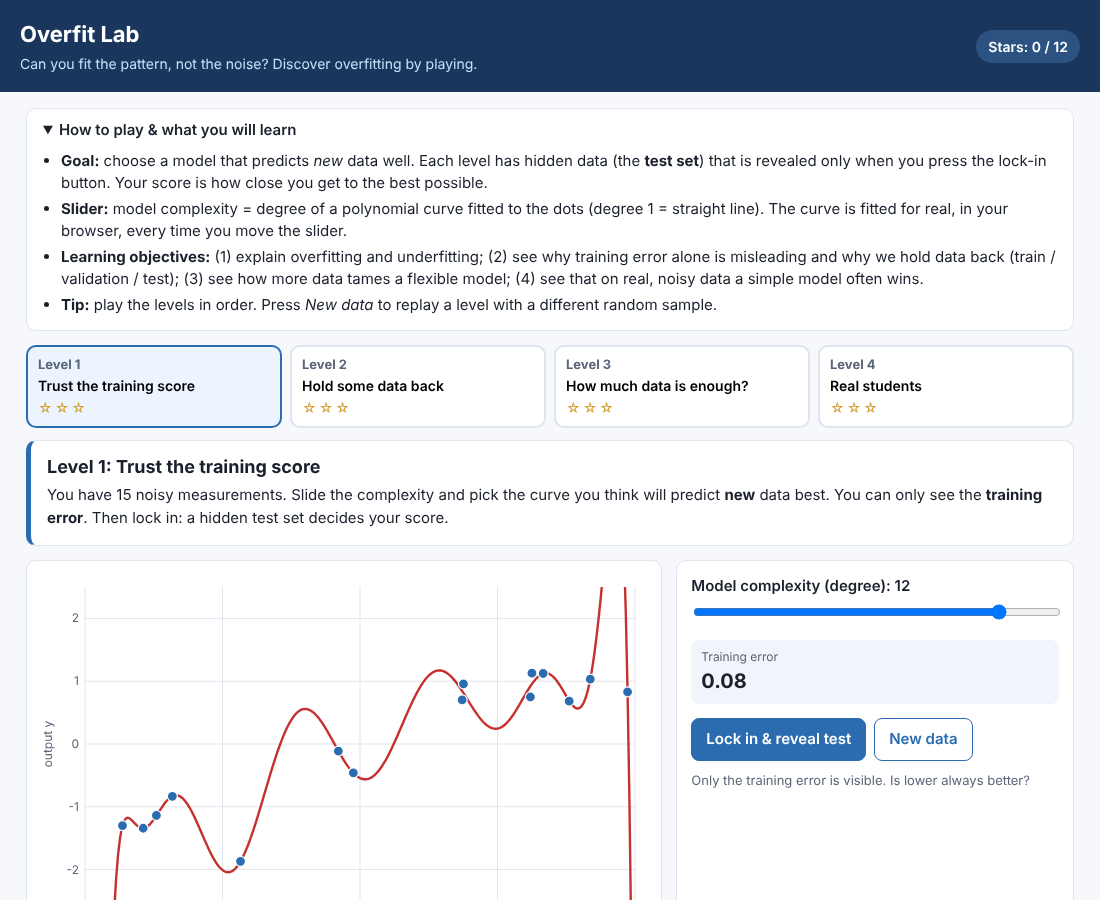 Overfit Lab
Can you fit the pattern, not the noise? Discover overfitting by playing.
Stars: 0 / 12
▼ How to play & what you will learn
• Goal: choose a model that predicts new data well. Each level has hidden data (the test set) that is revealed only when you press the lock-in
button. Your score is how close you get to the best possible.
• Slider: model complexity = degree of a polynomial curve fitted to the dots (degree 1 = straight line). The curve is fitted for real, in your
browser, every time you move the slider.
• Learning objectives: (1) explain overfitting and underfitting; (2) see why training error alone is misleading and why we hold data back (train /
validation / test); (3) see how more data tames a flexible model; (4) see that on real, noisy data a simple model often wins.
• Tip: play the levels in order. Press New data to replay a level with a different random sample.
Level 1
Trust the training score
☆☆☆
Level 2
Hold some data back
☆☆☆
Level 3
How much data is enough?
☆☆☆
Level 4
Real students
☆☆☆
Level 1: Trust the training score
You have 15 noisy measurements. Slide the complexity and pick the curve you think will predict new data best. You can only see the training
error. Then lock in: a hidden test set decides your score.
2
1
0
-1
-2
output y
Model complexity (degree): 12
Training error
0.08
Lock in & reveal test
New data
Only the training error is visible. Is lower always better?